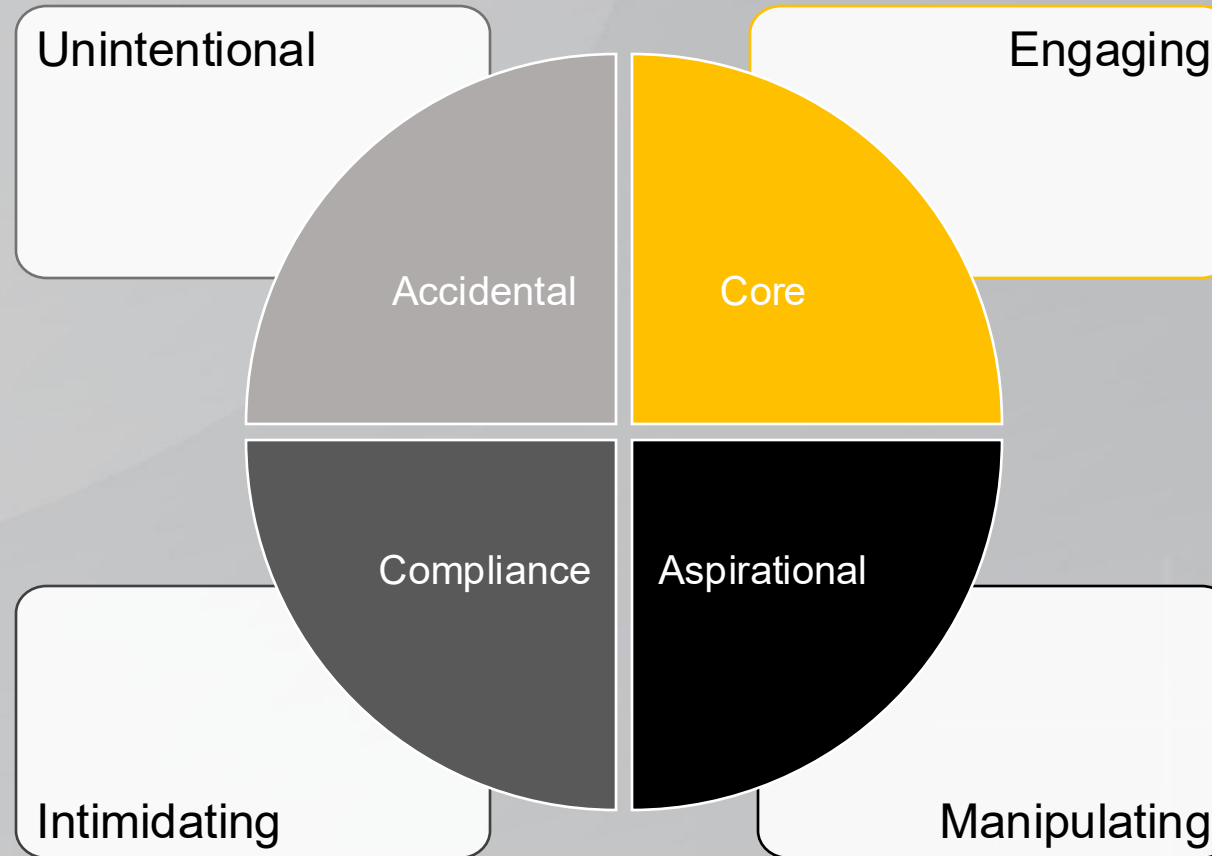 Unintentional
Engaging
Accidental
Core
Compliance
Aspirational
Intimidating
Manipulating